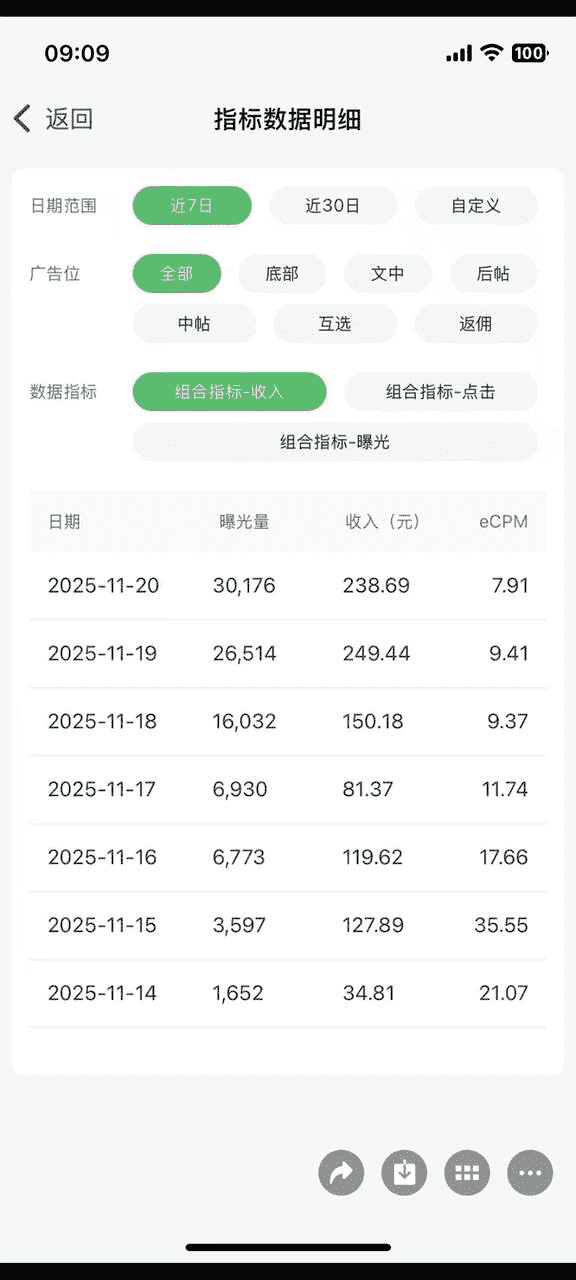 09:09 100
返回 指标数据明细
日期范围 近7日 近30日 自定义
广告位 全部 底部 文中 后帖
中帖 互选 返佣
数据指标 组合指标-收入 组合指标-点击
组合指标-曝光
日期 曝光量 收入（元） eCPM
2025-11-20 30,176 238.69 7.91
2025-11-19 26,514 249.44 9.41
2025-11-18 16,032 150.18 9.37
2025-11-17 6,930 81.37 11.74
2025-11-16 6,773 119.62 17.66
2025-11-15 3,597 127.89 35.55
2025-11-14 1,652 34.81 21.07